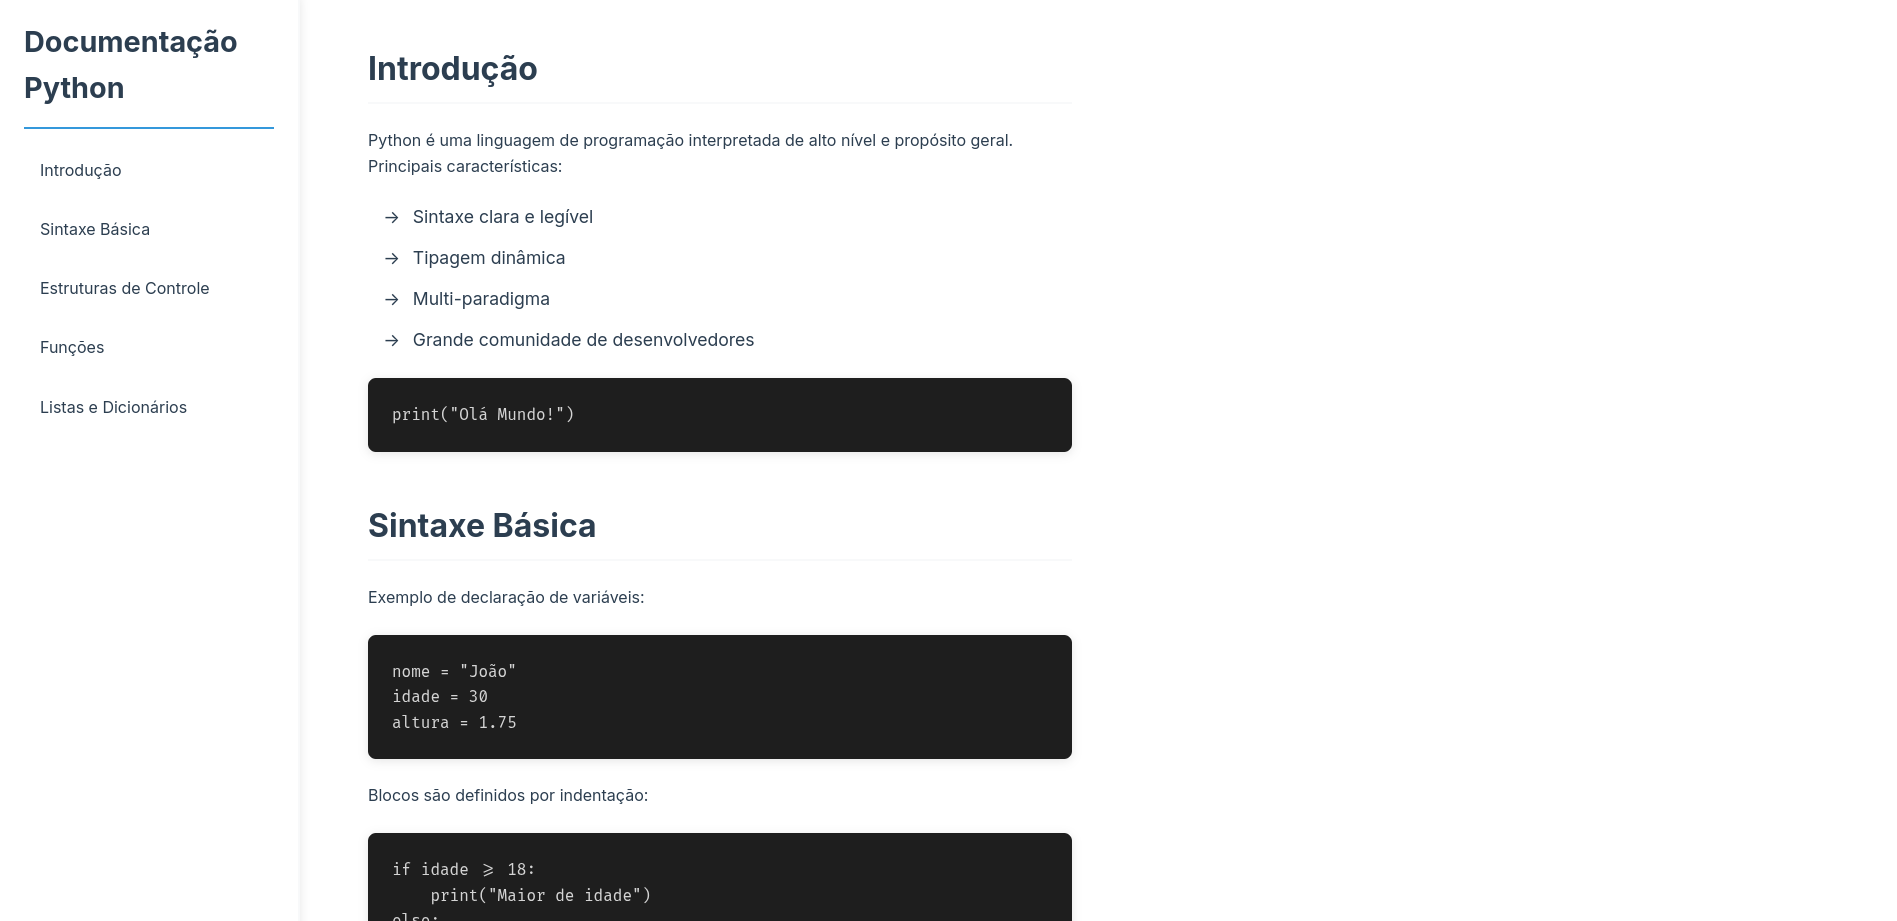 Documentação
Python
Introdução
Sintaxe Básica
Estruturas de Controle
Funções
Listas e Dicionários
Introdução
Python é uma linguagem de programação interpretada de alto nível e propósito geral.
Principais características:
→ Sintaxe clara e legível
→ Tipagem dinâmica
→ Multi-paradigma
→ Grande comunidade de desenvolvedores
print("Olá Mundo!")
Sintaxe Básica
Exemplo de declaração de variáveis:
nome = "João"
idade = 30
altura = 1.75
Blocos são definidos por indentação:
if idade >= 18:
    print("Maior de idade")
else: